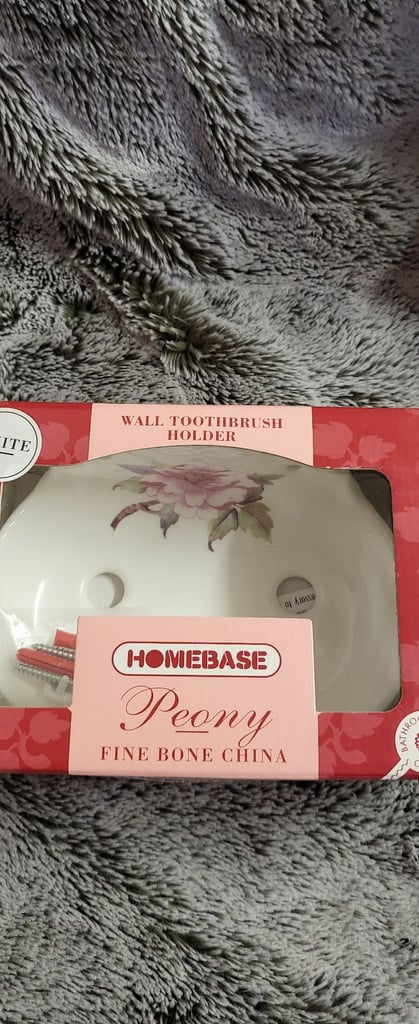 WALL TOOTHBRUSH
HOLDER
HOMEBASE
Peony
FINE BONE CHINA